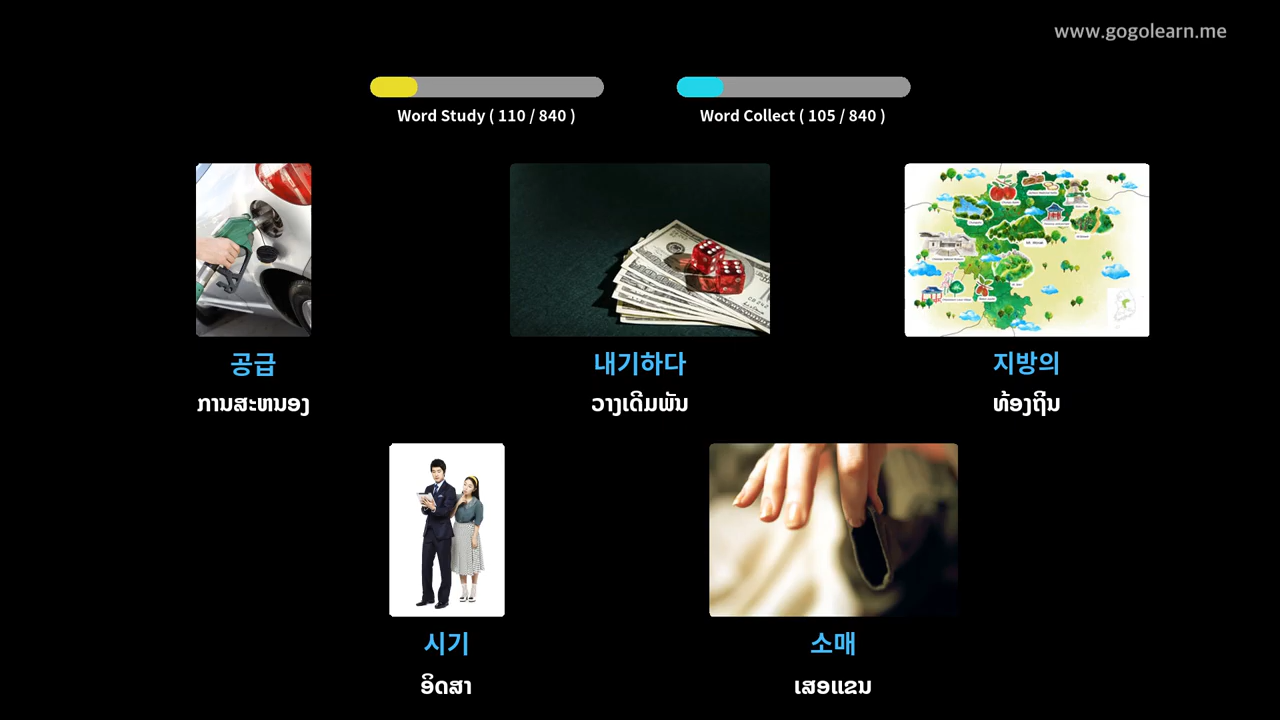 www.gogolearn.me
Word Study ( 110 / 840 )
Word Collect ( 105 / 840 )
공급
ການສະຫນອງ
내기하다
ວາງເດີມພັນ
지방의
ທ້ອງຖິ່ນ
시기
ອິດສາ
소매
ເສອແຂນ